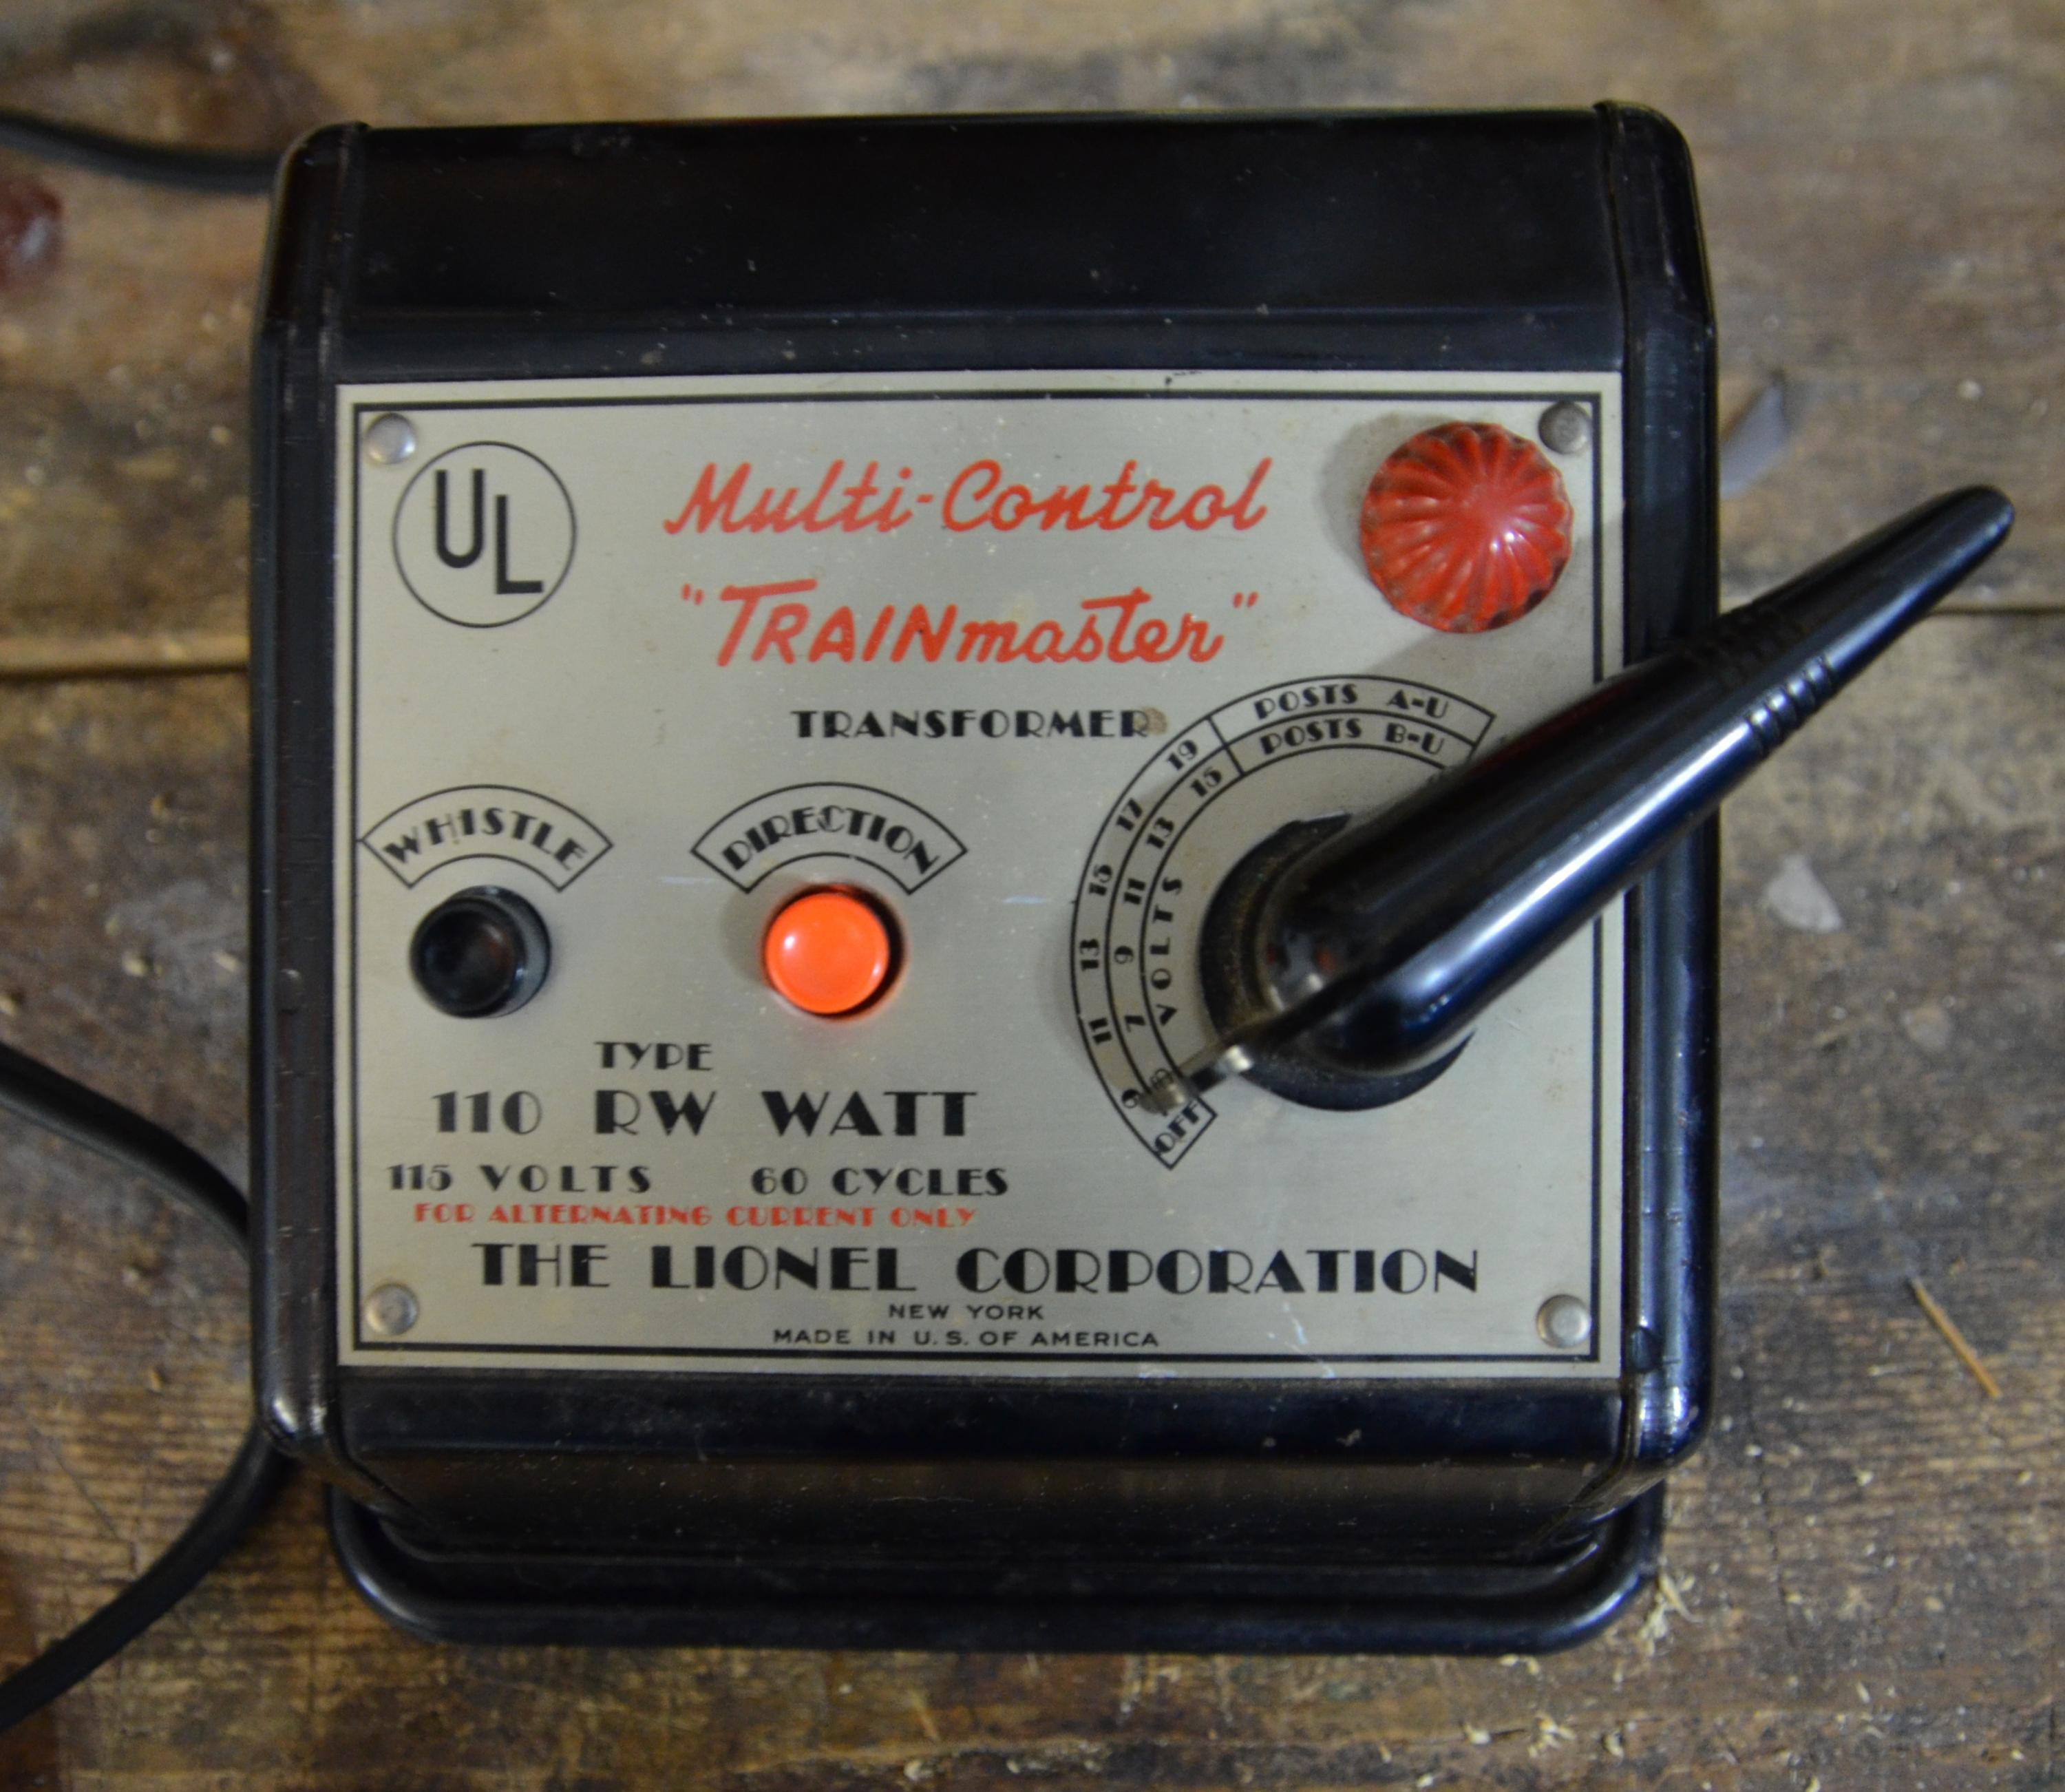 UL
Multi-Control
"TRAINmaster"
TRANSFORMER
WHISTLE
DIRECTION
POSTS A-U
POSTS B-U
19
17
15
13
11
9
15
13
11
9
7
VOLTS
OFF
TYPE
110 RW WATT
115 VOLTS 60 CYCLES
FOR ALTERNATING CURRENT ONLY
THE LIONEL CORPORATION
NEW YORK
MADE IN U.S. OF AMERICA